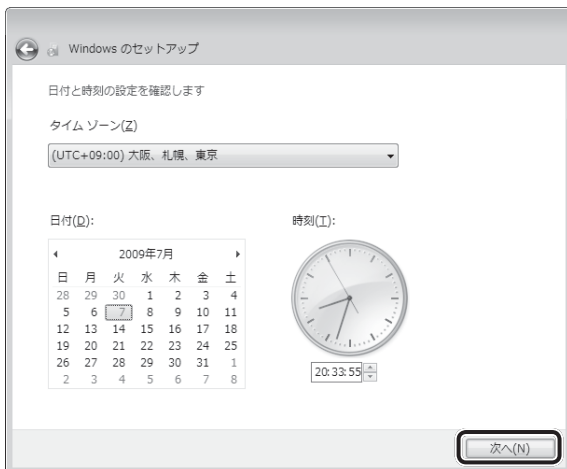 Windows のセットアップ
日付と時刻の設定を確認します
タイム ゾーン(Z)
(UTC+09:00) 大阪、札幌、東京
日付(D):
時刻(T):
2009年7月
日 月 火 水 木 金 土
28 29 30 1 2 3 4
5 6 7 8 9 10 11
12 13 14 15 16 17 18
19 20 21 22 23 24 25
26 27 28 29 30 31 1
2 3 4 5 6 7 8
20:33:55
次へ(N)